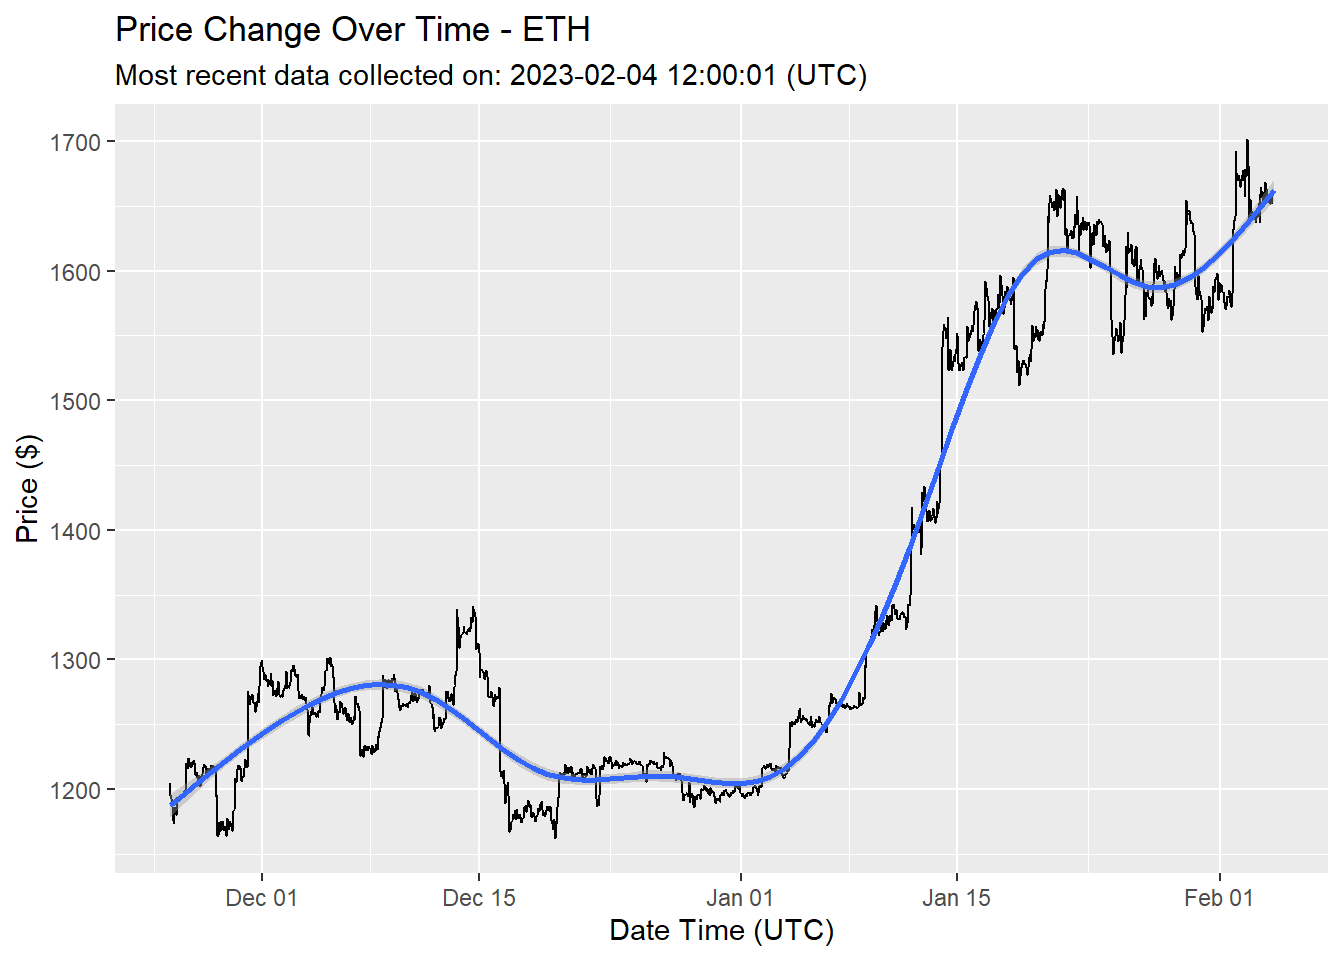 Price Change Over Time - ETH
Most recent data collected on: 2023-02-04 12:00:01 (UTC)
Price ($)
1700
1600
1500
1400
1300
1200
Dec 01 Dec 15 Jan 01 Jan 15 Feb 01
Date Time (UTC)